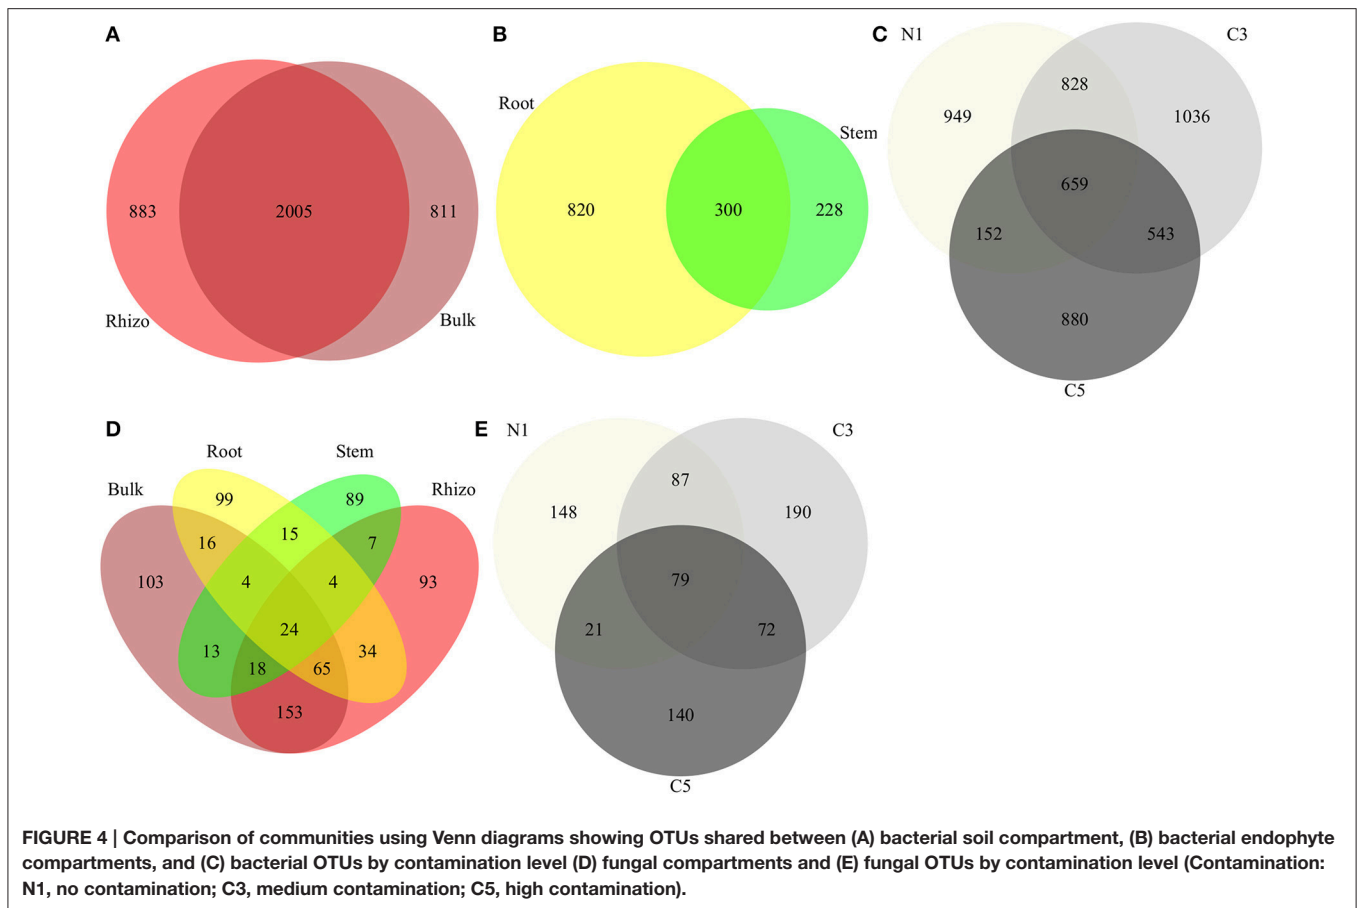 A
Rhizo
883
2005
811
Bulk
B
Root
820
300
228
Stem
C
N1
C3
949
828
1036
659
152
543
880
C5
D
Bulk
Root
Stem
Rhizo
99
89
16
15
7
103
4
4
93
24
13
18
65
34
153
E
N1
C3
148
87
190
79
21
72
140
C5
FIGURE 4 | Comparison of communities using Venn diagrams showing OTUs shared between (A) bacterial soil compartment, (B) bacterial endophyte
compartments, and (C) bacterial OTUs by contamination level (D) fungal compartments and (E) fungal OTUs by contamination level (Contamination:
N1, no contamination; C3, medium contamination; C5, high contamination).